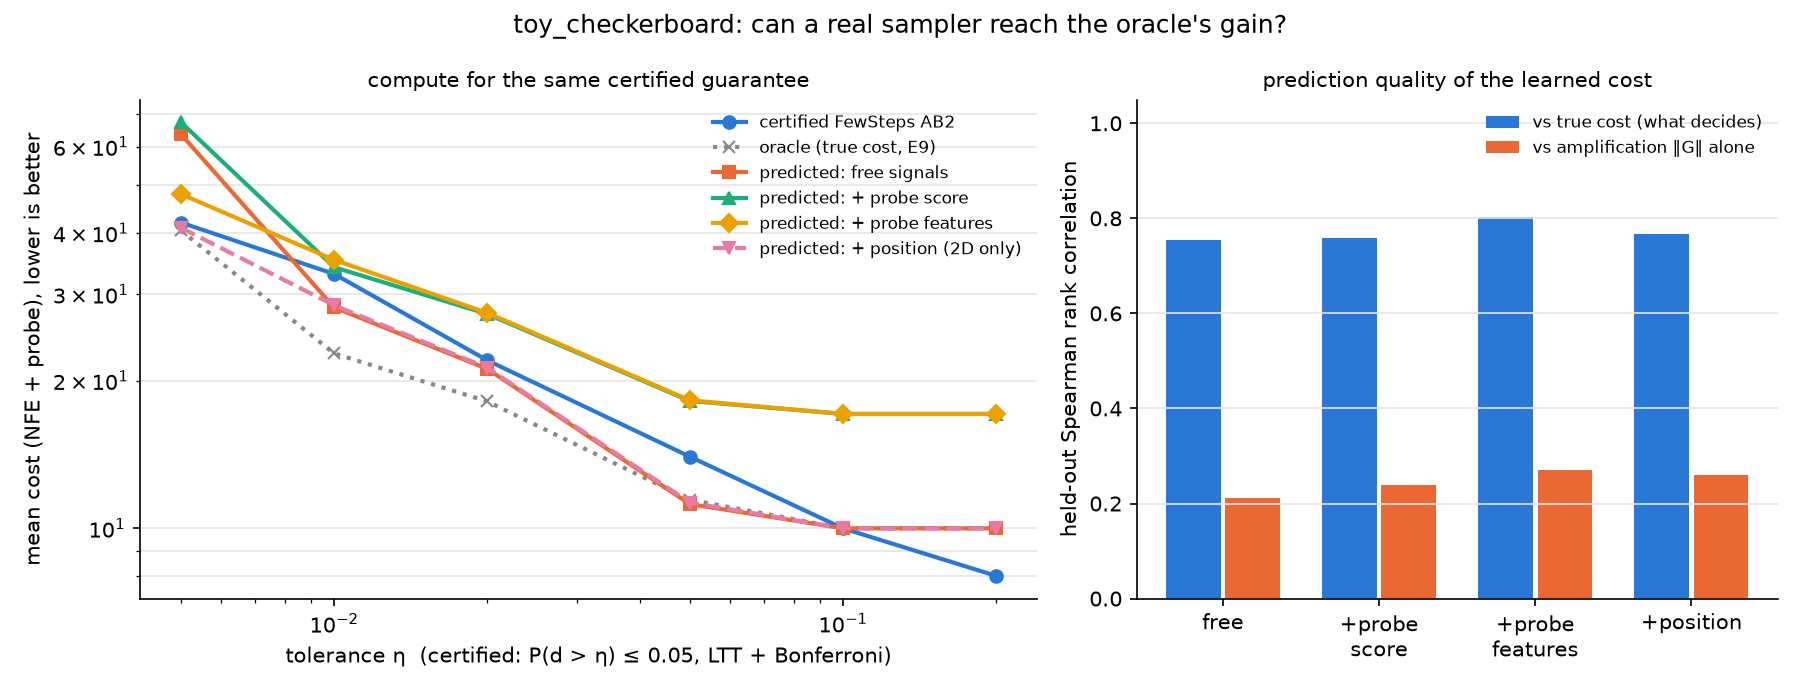 toy_checkerboard: can a real sampler reach the oracle's gain?
compute for the same certified guarantee
mean cost (NFE + probe), lower is better
6 × 10¹
4 × 10¹
3 × 10¹
2 × 10¹
10¹
certified FewSteps AB2
oracle (true cost, E9)
predicted: free signals
predicted: + probe score
predicted: + probe features
predicted: + position (2D only)
10⁻²
10⁻¹
tolerance η  (certified: P(d > η) ≤ 0.05, LTT + Bonferroni)
prediction quality of the learned cost
held-out Spearman rank correlation
1.0
0.8
0.6
0.4
0.2
0.0
vs true cost (what decides)
vs amplification ‖G‖ alone
free
+probe
score
+probe
features
+position